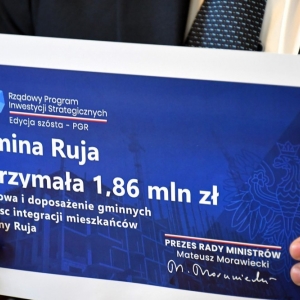 Rządowy Program
Inwestycji Strategicznych
Edycja szósta - PGR
mina Ruja
rzymała 1,86 mln zł
owa i doposażenie gminnych
sc integracji mieszkańców
ny Ruja
PREZES RADY MINISTRÓW
Mateusz Morawiecki
M. Morawiecki